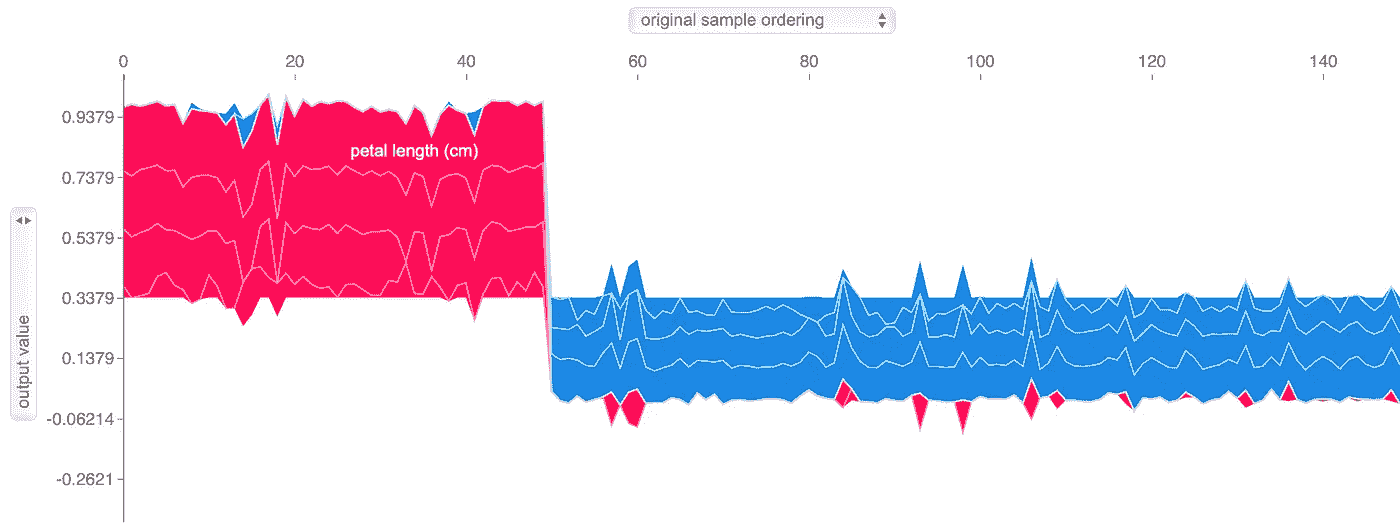 original sample ordering
0 20 40 60 80 100 120 140
0.9379
petal length (cm)
0.7379
0.5379
0.3379
0.1379
-0.06214
-0.2621
output value